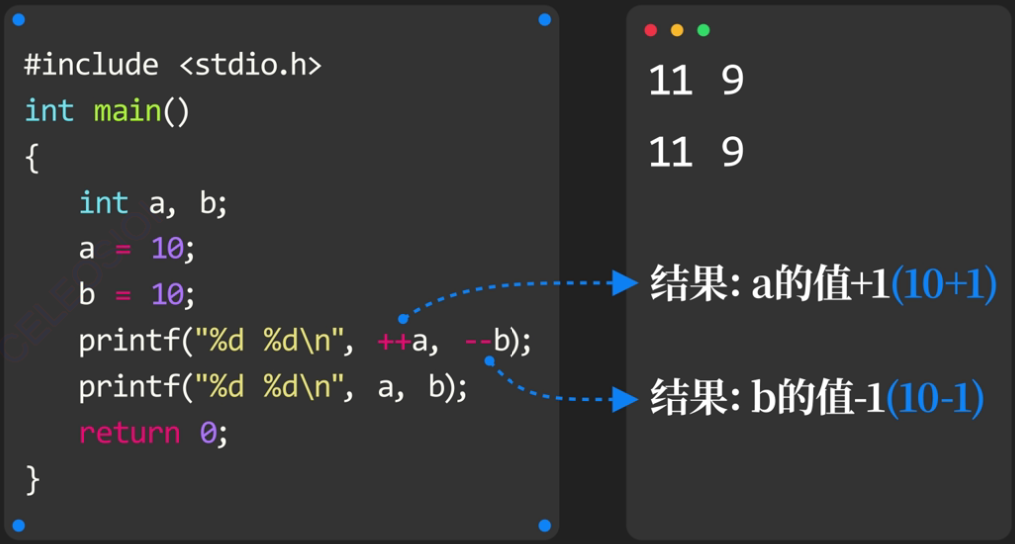 #include <stdio.h>
int main()
{
int a, b;
a = 10;
b = 10;
printf("%d %d\n", ++a, --b);
printf("%d %d\n", a, b);
return 0;
}
11 9
11 9
结果: a的值+1(10+1)
结果: b的值-1(10-1)